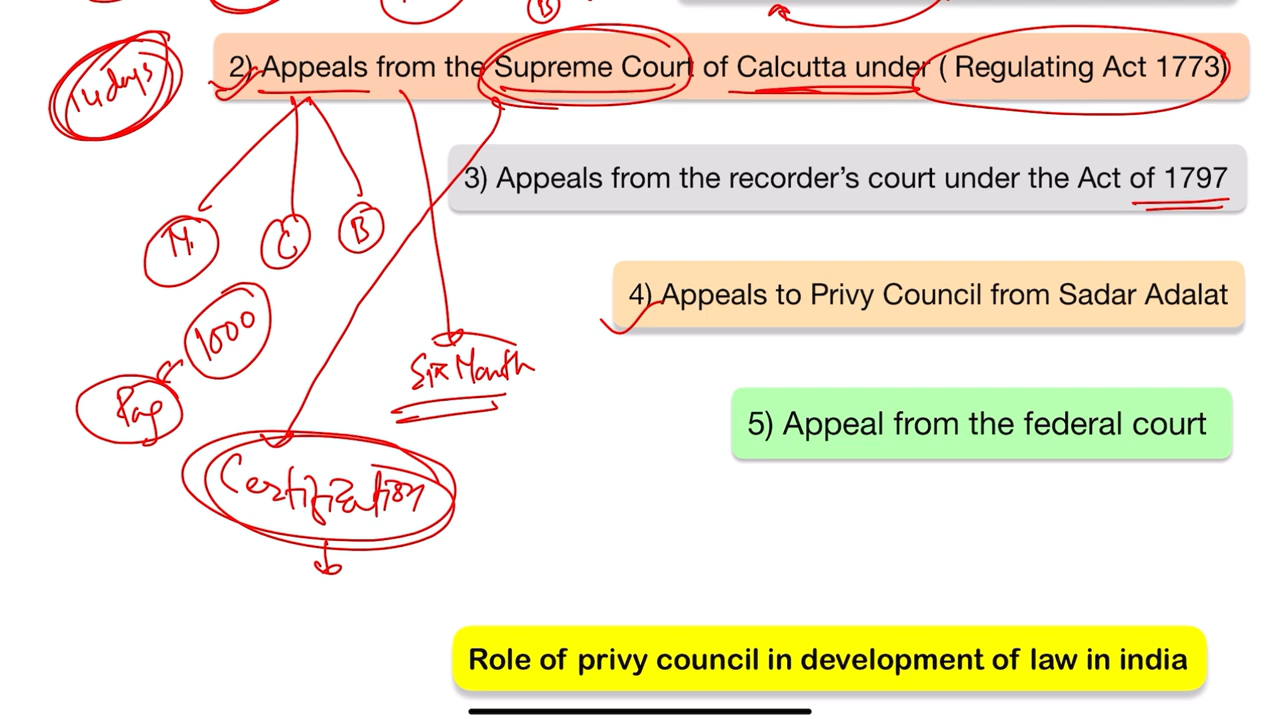 B
14 days
2) Appeals from the Supreme Court of Calcutta under ( Regulating Act 1773)
3) Appeals from the recorder's court under the Act of 1797
M
C
B
4) Appeals to Privy Council from Sadar Adalat
1000
Six Month
Pag
5) Appeal from the federal court
Certifization
Role of privy council in development of law in india